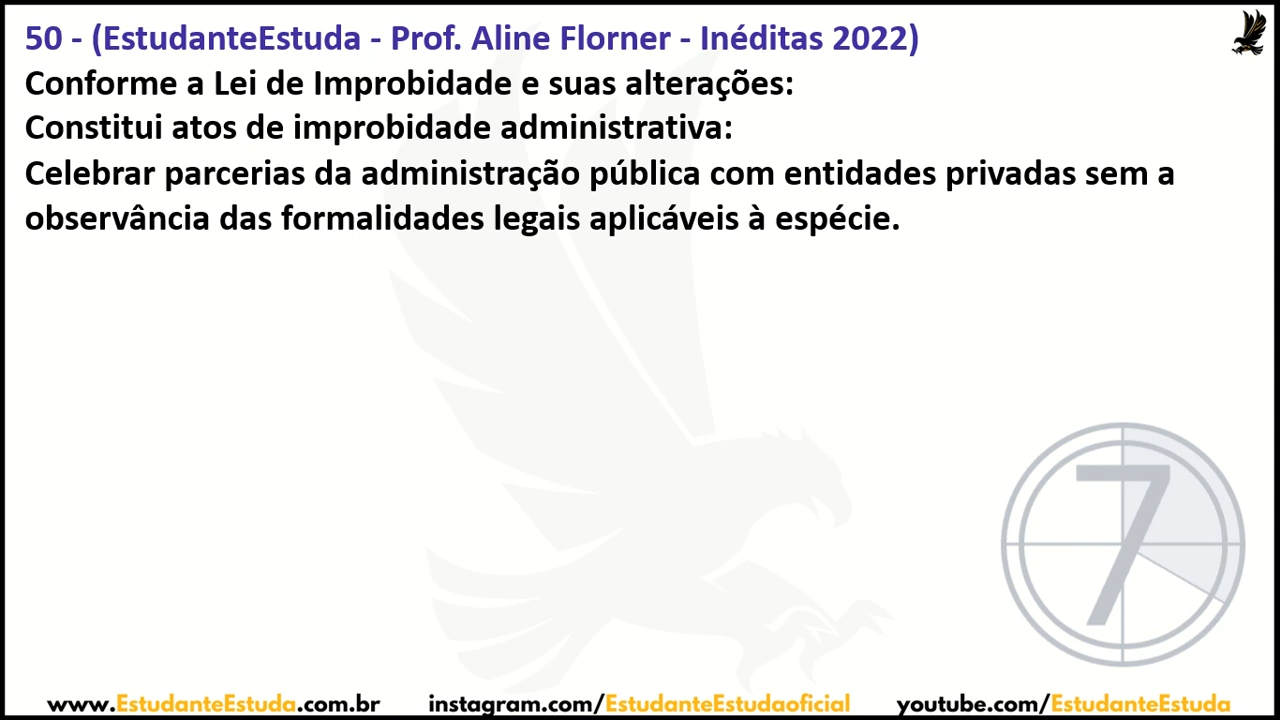 50 - (EstudanteEstuda - Prof. Aline Florner - Inéditas 2022)
Conforme a Lei de Improbidade e suas alterações:
Constitui atos de improbidade administrativa:
Celebrar parcerias da administração pública com entidades privadas sem a
observância das formalidades legais aplicáveis à espécie.
7
www.EstudanteEstuda.com.br instagram.com/EstudanteEstudaoficial youtube.com/EstudanteEstuda